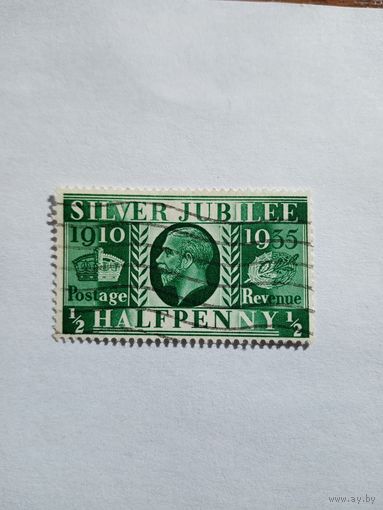 SILVER JUBILEE
1910 1935
Postage Revenue
½ HALFPENNY ½
www.ay.by